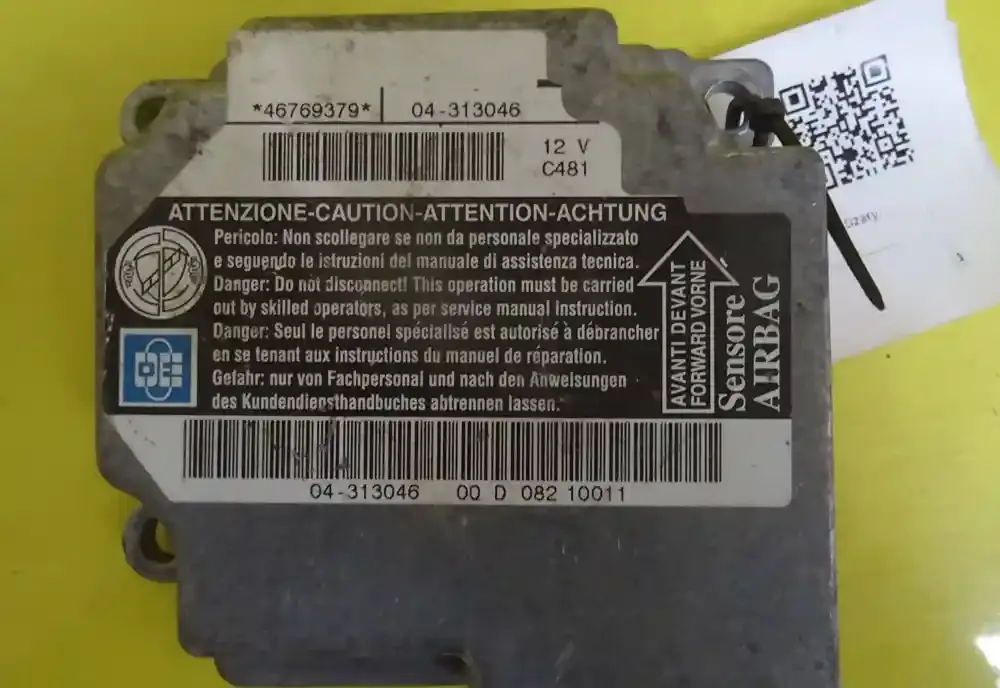 *46769379* 04-313046
12 V
C481
ATTENZIONE-CAUTION-ATTENTION-ACHTUNG
Pericolo: Non scollegare se non da personale specializzato
e seguendo le istruzioni del manuale di assistenza tecnica.
Danger: Do not disconnect! This operation must be carried
out by skilled operators, as per service manual instruction.
Danger: Seul le personel spécialisé est autorisé à débrancher
en se tenant aux instructions du manuel de réparation.
Gefahr: nur von Fachpersonal und nach den Anweisungen
des Kundendiensthandbuches abtrennen lassen.
AVANTI DEVANT
FORWARD VORNE
Sensore
AIRBAG
04-313046 0Q D 082 10011